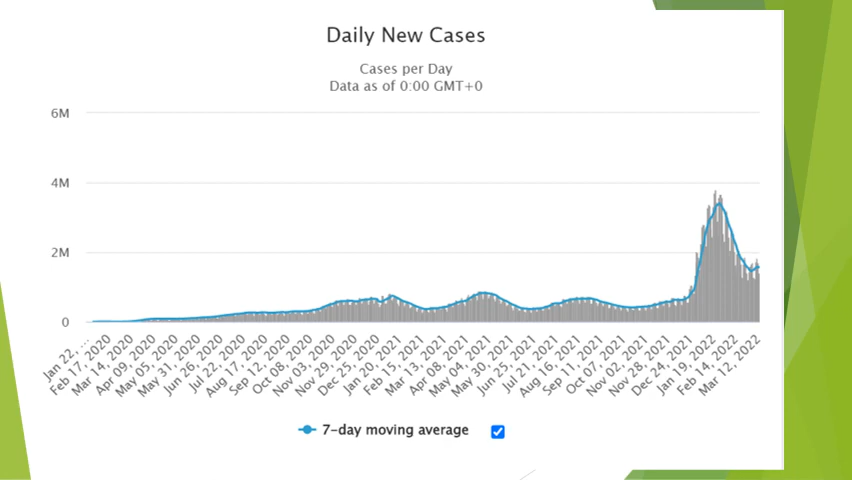 Daily New Cases
Cases per Day
Data as of 0:00 GMT+0
6M
4M
2M
0
Jan 22, ...
Feb 17, 2020
Mar 14, 2020
Apr 09, 2020
May 05, 2020
May 31, 2020
Jun 26, 2020
Jul 22, 2020
Aug 17, 2020
Sep 12, 2020
Oct 08, 2020
Nov 03, 2020
Nov 29, 2020
Dec 25, 2020
Jan 20, 2021
Feb 15, 2021
Mar 13, 2021
Apr 08, 2021
May 04, 2021
May 30, 2021
Jun 25, 2021
Jul 21, 2021
Aug 16, 2021
Sep 11, 2021
Oct 07, 2021
Nov 02, 2021
Nov 28, 2021
Dec 24, 2021
Jan 19, 2022
Feb 14, 2022
Mar 12, 2022
7-day moving average